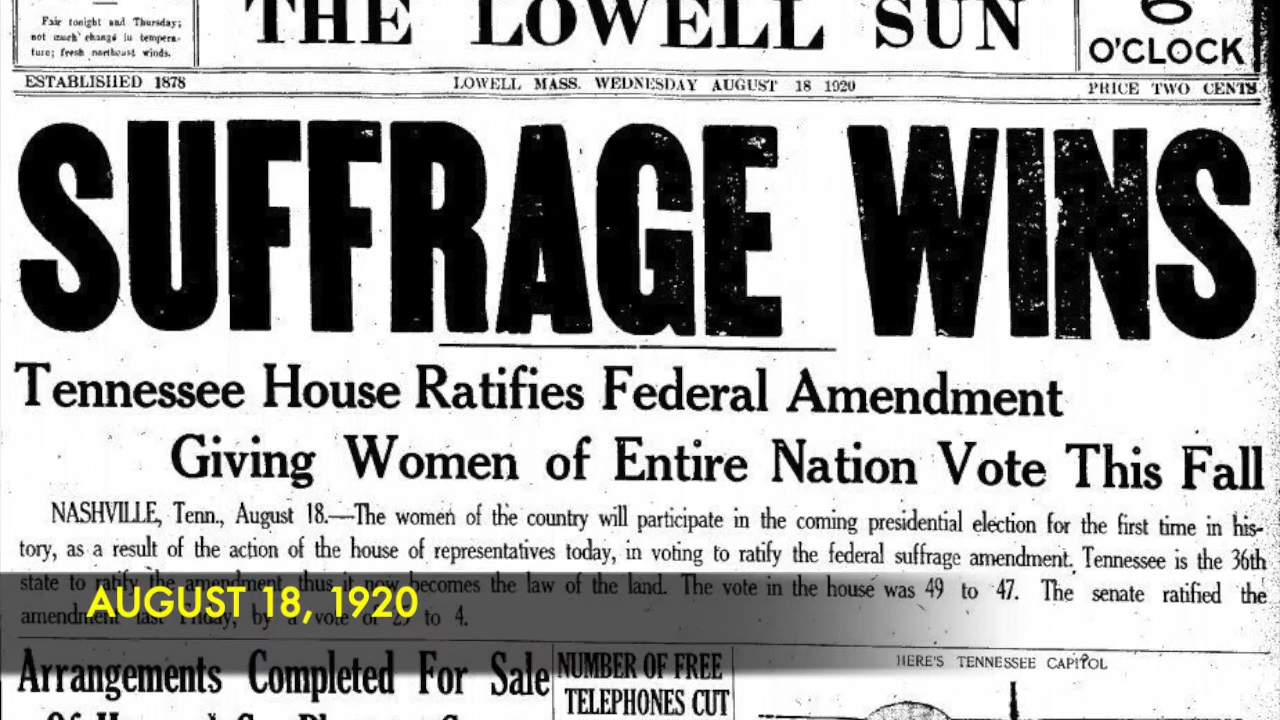 Fair tonight and Thursday;
not much change in tempera-
ture; fresh northeast winds.
THE LOWELL SUN
6
O'CLOCK
ESTABLISHED 1878
LOWELL MASS. WEDNESDAY AUGUST 18 1920
PRICE TWO CENTS
SUFFRAGE WINS
Tennessee House Ratifies Federal Amendment
Giving Women of Entire Nation Vote This Fall
NASHVILLE, Tenn., August 18.—The women of the country will participate in the coming presidential election for the first time in his-
tory, as a result of the action of the house of representatives today, in voting to ratify the federal suffrage amendment. Tennessee is the 36th
state to ratify the amendment, thus it now becomes the law of the land. The vote in the house was 49 to 47. The senate ratified the
amendment last Friday, by a vote of to 4.
AUGUST 18, 1920
Arrangements Completed For Sale
NUMBER OF FREE
TELEPHONES CUT
HERE'S TENNESSEE CAPITOL